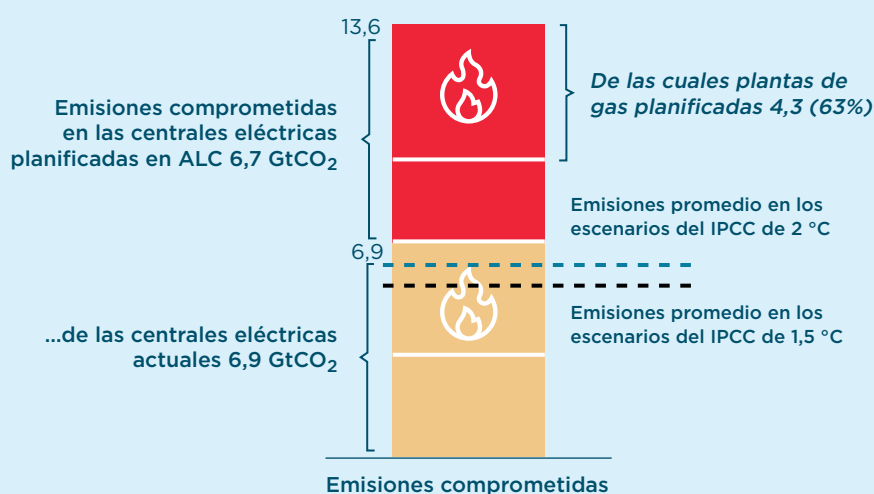 13,6
Emisiones comprometidas
en las centrales eléctricas
planificadas en ALC 6,7 GtCO₂
De las cuales plantas de
gas planificadas 4,3 (63%)
6,9
Emisiones promedio en los
escenarios del IPCC de 2 °C
...de las centrales eléctricas
actuales 6,9 GtCO₂
Emisiones promedio en los
escenarios del IPCC de 1,5 °C
Emisiones comprometidas